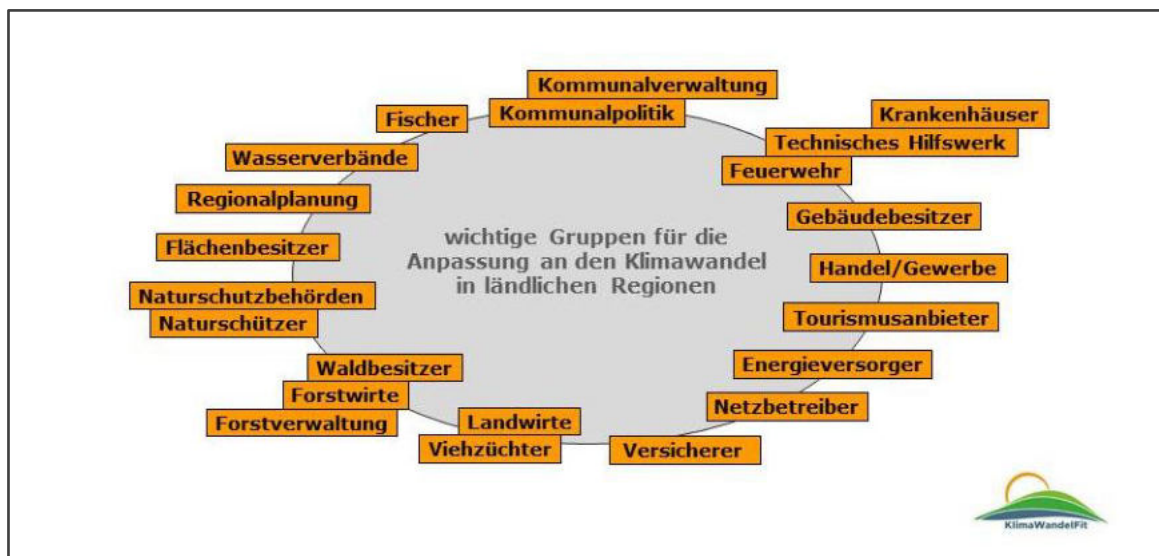 Kommunalverwaltung
Kommunalpolitik
Fischer
Wasserverbände
Regionalplanung
Flächenbesitzer
Naturschutzbehörden
Naturschützer
Waldbesitzer
Forstwirte
Forstverwaltung
Landwirte
Viehzüchter
Versicherer
Netzbetreiber
Energieversorger
Tourismusanbieter
Handel/Gewerbe
Gebäudebesitzer
Feuerwehr
Technisches Hilfswerk
Krankenhäuser
wichtige Gruppen für die
Anpassung an den Klimawandel
in ländlichen Regionen
KlimaWandelFit